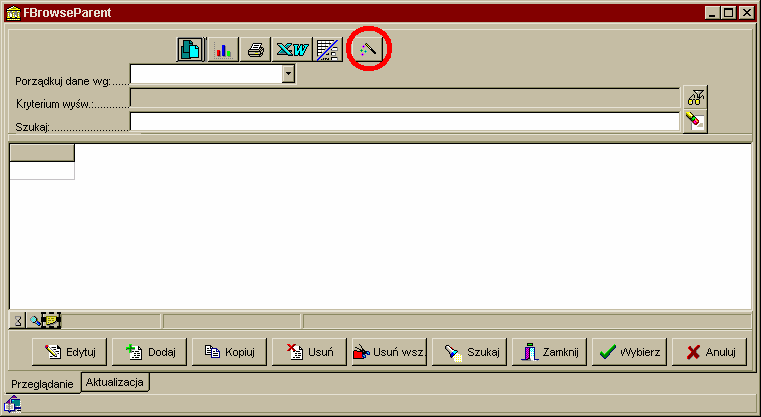 FBrowseParent
XW
Porządkuj dane wg:......
Kryterium wyśw.:............
Szukaj:...........................
Edytuj Dodaj Kopiuj Usuń Usuń wsz. Szukaj Zamknij Wybierz Anuluj
Przeglądanie Aktualizacja